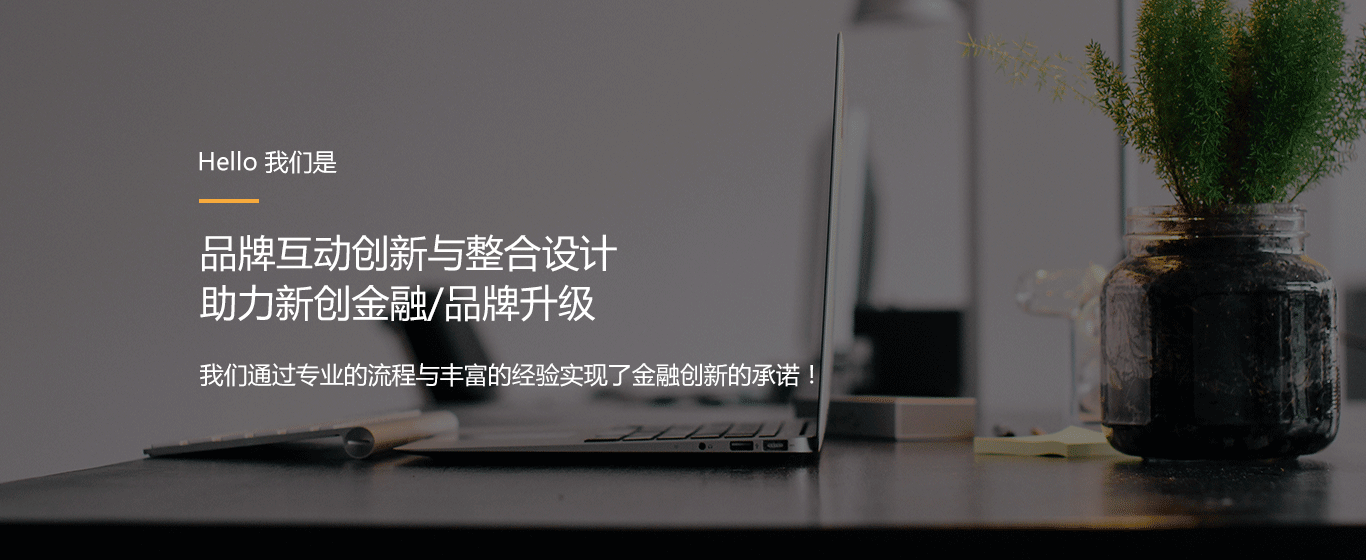 Hello 我们是
品牌互动创新与整合设计
助力新创金融/品牌升级
我们通过专业的流程与丰富的经验实现了金融创新的承诺！